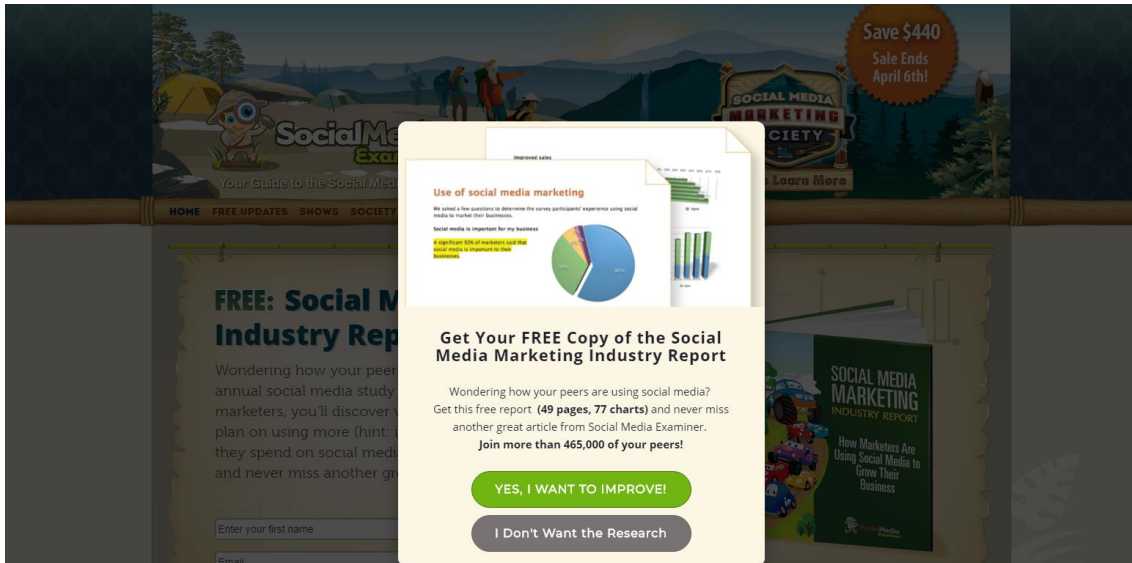 Save $440
Sale Ends
April 6th!
SOCIAL MEDIA
MARKETING
CIETY
Learn More
SocialMe
Exa
Your Guide to the Social Med
HOME FREE UPDATES SHOWS SOCIETY
Improved sales
Use of social media marketing
We asked a few questions to determine the survey participants' experience using social
media to market their businesses.
Social media is important for my business
A significant 92% of marketers said that
social media is important to their
businesses.
FREE: Social M
Industry Rep
Wondering how your peer
annual social media study
marketers, you'll discover
plan on using more (hint:
they spend on social medi
and never miss another gr
Enter your first name
Email
Get Your FREE Copy of the Social
Media Marketing Industry Report
Wondering how your peers are using social media?
Get this free report (49 pages, 77 charts) and never miss
another great article from Social Media Examiner.
Join more than 465,000 of your peers!
YES, I WANT TO IMPROVE!
I Don't Want the Research
SOCIAL MEDIA
MARKETING
INDUSTRY REPORT
How Marketers Are
Using Social Media to
Grow Their
Business
SocialMedia
Examiner